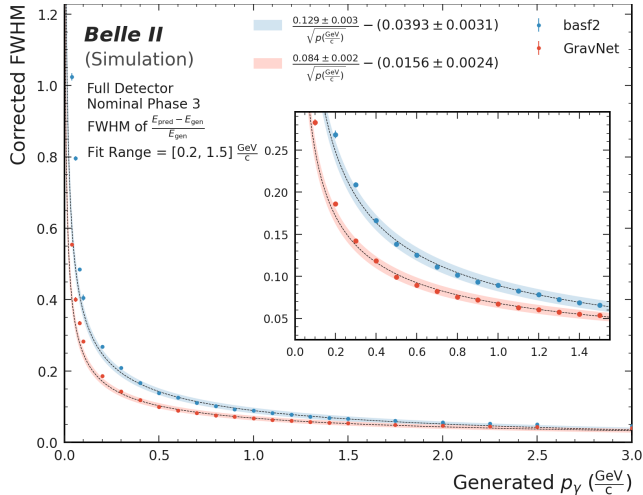 Belle II
(Simulation)
Full Detector
Nominal Phase 3
FWHM of (E_pred − E_gen)/E_gen
Fit Range = [0.2, 1.5] GeV/c
(0.129 ± 0.003)/√(p(GeV/c)) − (0.0393 ± 0.0031)
(0.084 ± 0.002)/√(p(GeV/c)) − (0.0156 ± 0.0024)
basf2
GravNet
Corrected FWHM
1.2
1.0
0.8
0.6
0.4
0.2
0.0
0.25
0.20
0.15
0.10
0.05
0.0 0.2 0.4 0.6 0.8 1.0 1.2 1.4
0.0 0.5 1.0 1.5 2.0 2.5 3.0
Generated p_γ (GeV/c)